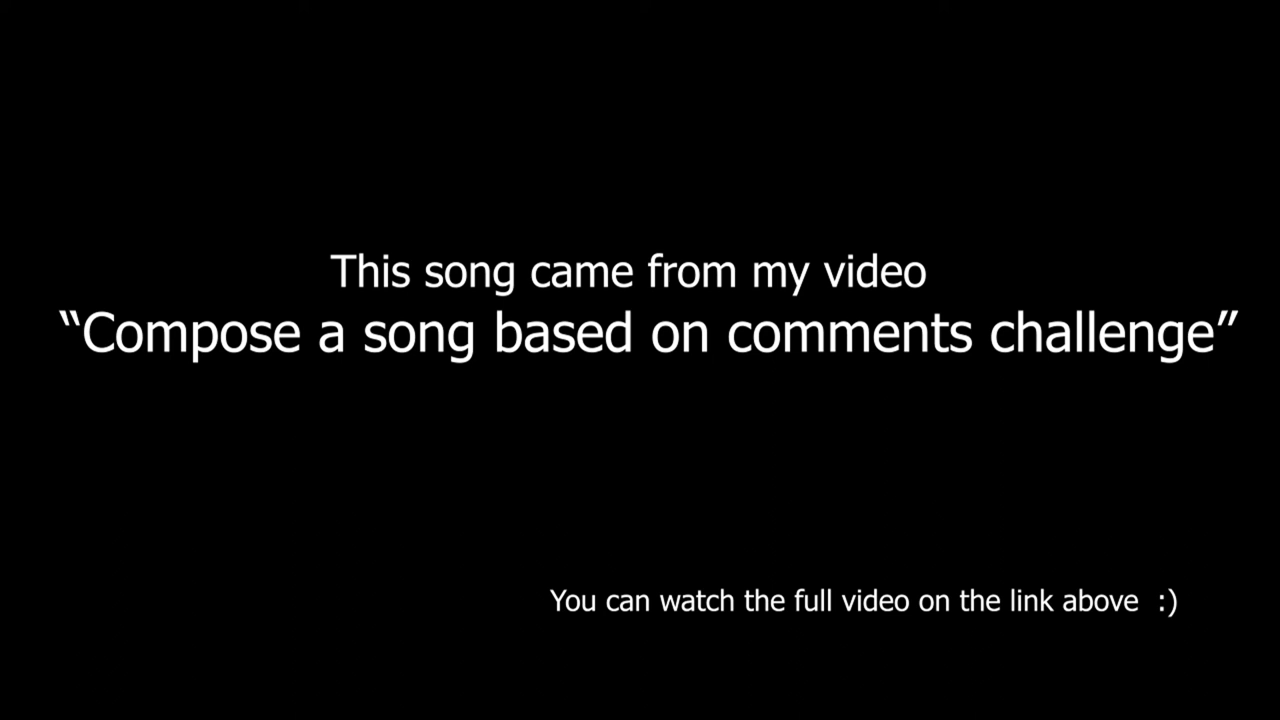 This song came from my video
“Compose a song based on comments challenge”
You can watch the full video on the link above :)